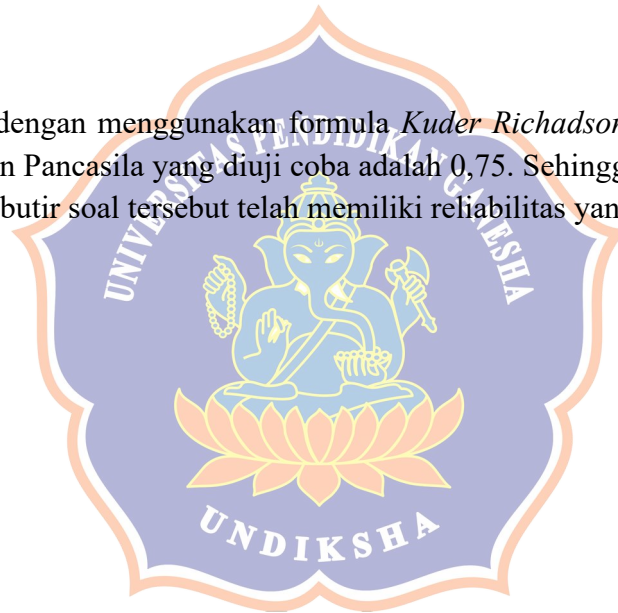 dengan menggunakan formula Kuder Richadson
n Pancasila yang diuji coba adalah 0,75. Sehingg
butir soal tersebut telah memiliki reliabilitas yan
UNIVERSITAS PENDIDIKAN GANESHA
UNDIKSHA